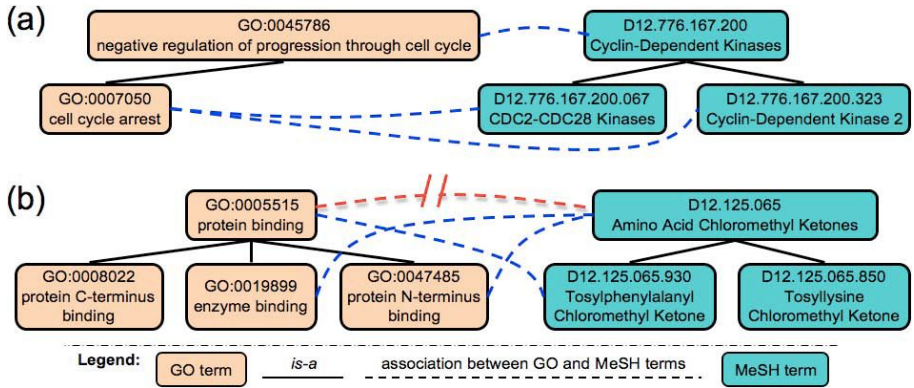 (a)
GO:0045786
negative regulation of progression through cell cycle
D12.776.167.200
Cyclin-Dependent Kinases
GO:0007050
cell cycle arrest
D12.776.167.200.067
CDC2-CDC28 Kinases
D12.776.167.200.323
Cyclin-Dependent Kinase 2
(b)
GO:0005515
protein binding
D12.125.065
Amino Acid Chloromethyl Ketones
GO:0008022
protein C-terminus
binding
GO:0019899
enzyme binding
GO:0047485
protein N-terminus
binding
D12.125.065.930
Tosylphenylalanyl
Chloromethyl Ketone
D12.125.065.850
Tosyllysine
Chloromethyl Ketone
Legend:
GO term
is-a
association between GO and MeSH terms
MeSH term